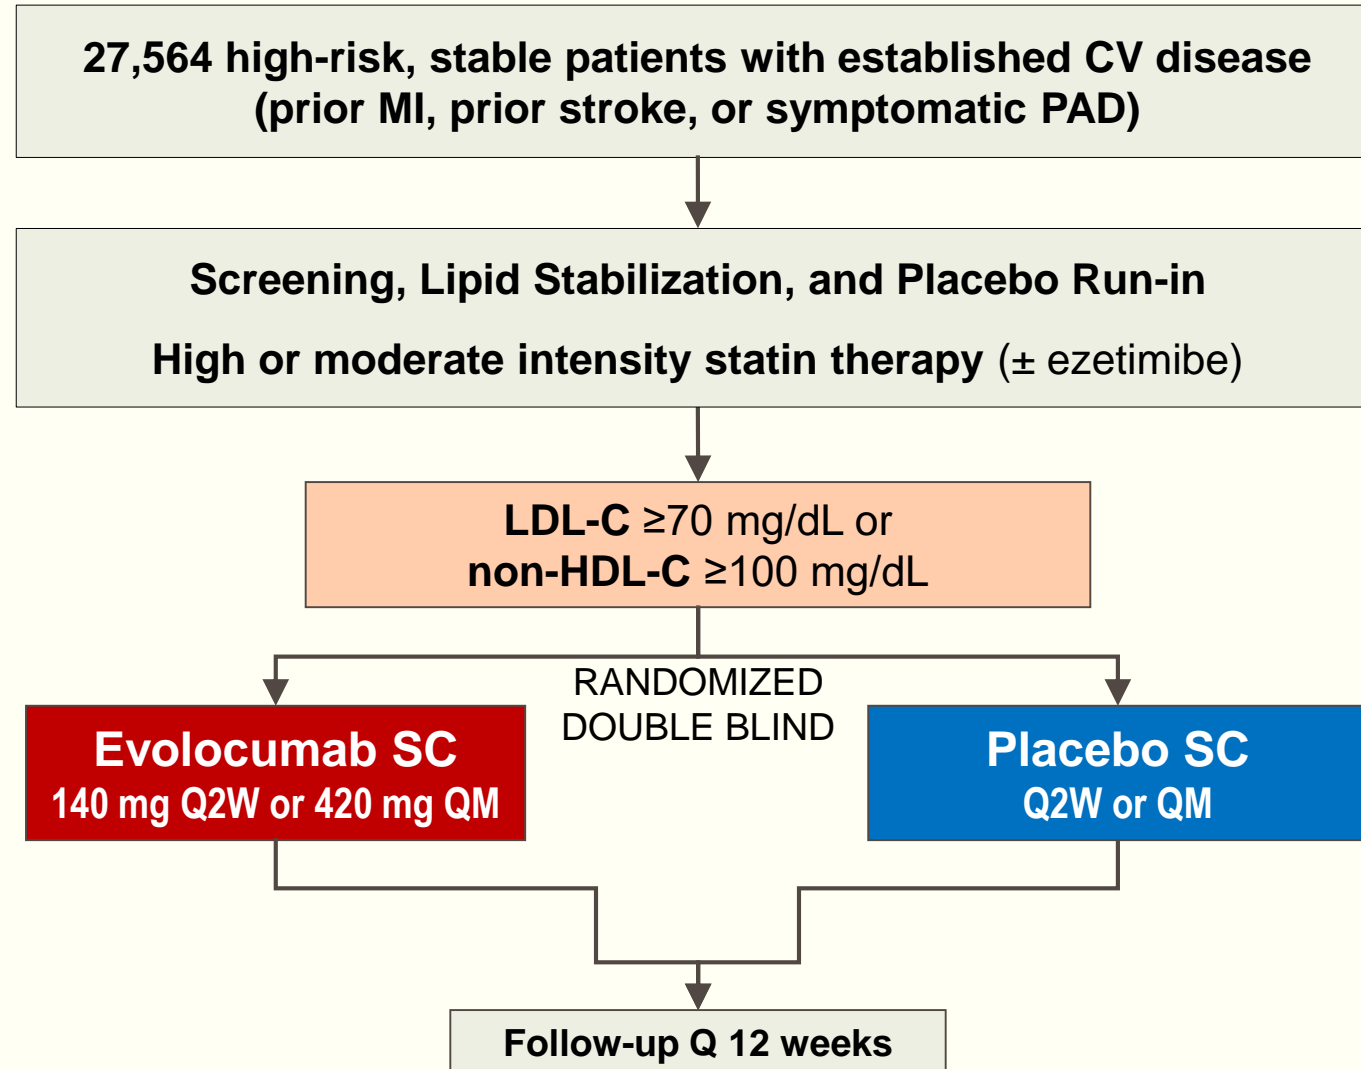 27,564 high-risk, stable patients with established CV disease
(prior MI, prior stroke, or symptomatic PAD)
Screening, Lipid Stabilization, and Placebo Run-in
High or moderate intensity statin therapy (± ezetimibe)
LDL-C ≥70 mg/dL or
non-HDL-C ≥100 mg/dL
RANDOMIZED
DOUBLE BLIND
Evolocumab SC
140 mg Q2W or 420 mg QM
Placebo SC
Q2W or QM
Follow-up Q 12 weeks